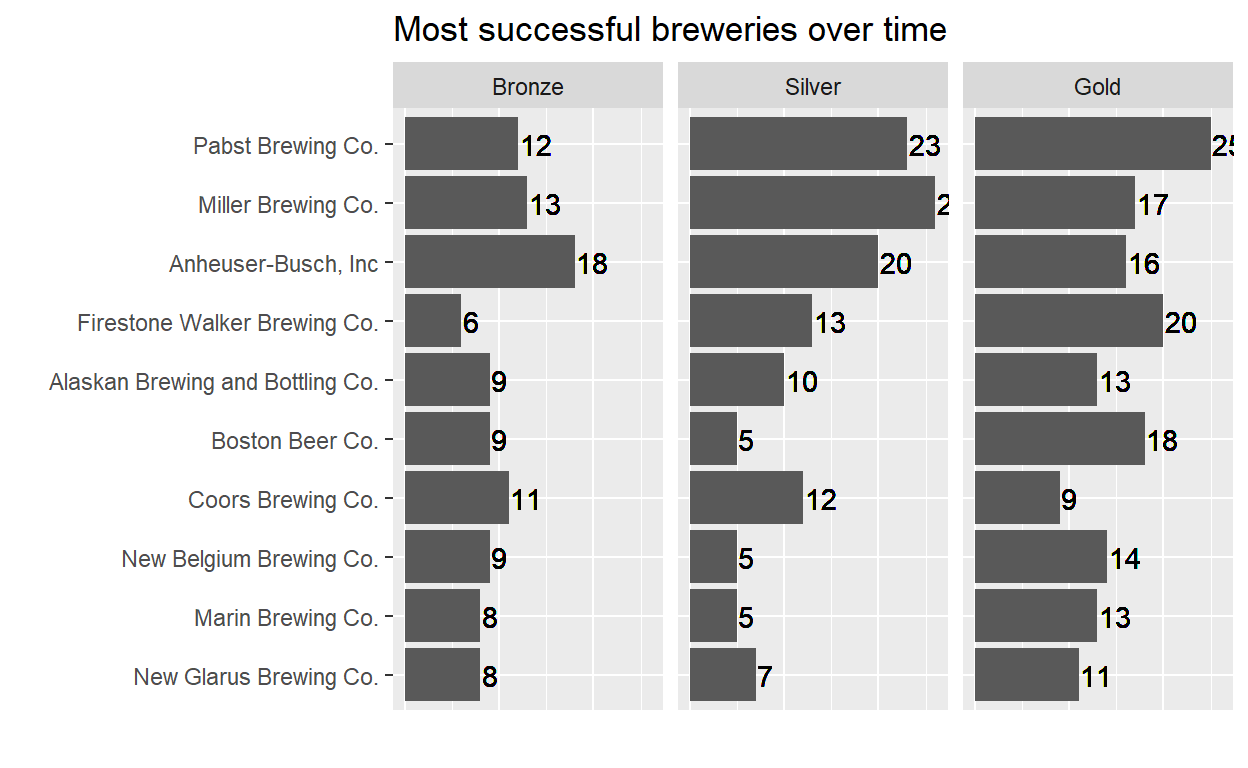 Most successful breweries over time
Bronze Silver Gold
Pabst Brewing Co. 12 23 25
Miller Brewing Co. 13 2 17
Anheuser-Busch, Inc 18 20 16
Firestone Walker Brewing Co. 6 13 20
Alaskan Brewing and Bottling Co. 9 10 13
Boston Beer Co. 9 5 18
Coors Brewing Co. 11 12 9
New Belgium Brewing Co. 9 5 14
Marin Brewing Co. 8 5 13
New Glarus Brewing Co. 8 7 11